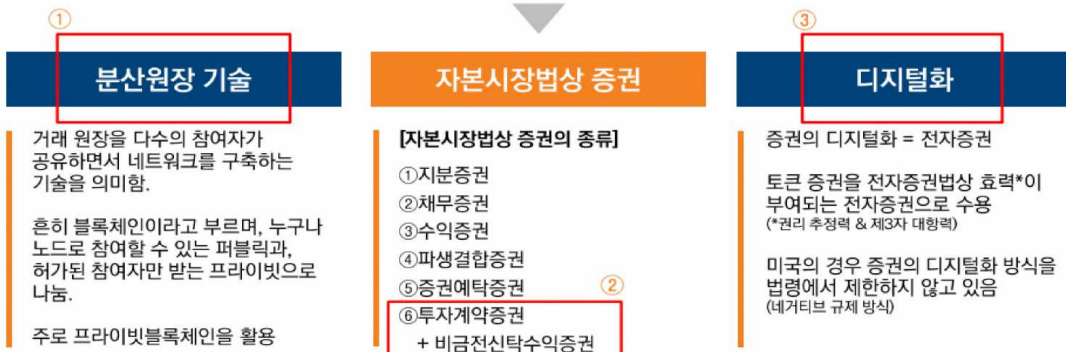 ①
분산원장 기술
거래 원장을 다수의 참여자가
공유하면서 네트워크를 구축하는
기술을 의미함.
흔히 블록체인이라고 부르며, 누구나
노드로 참여할 수 있는 퍼블릭과,
허가된 참여자만 받는 프라이빗으로
나눔.
주로 프라이빗블록체인을 활용
자본시장법상 증권
[자본시장법상 증권의 종류]
①지분증권
②채무증권
③수익증권
④파생결합증권
⑤증권예탁증권
②
⑥투자계약증권
+ 비금전신탁수익증권
③
디지털화
증권의 디지털화 = 전자증권
토큰 증권을 전자증권법상 효력*이
부여되는 전자증권으로 수용
(*권리 추정력 & 제3자 대항력)
미국의 경우 증권의 디지털화 방식을
법령에서 제한하지 않고 있음
(네거티브 규제 방식)